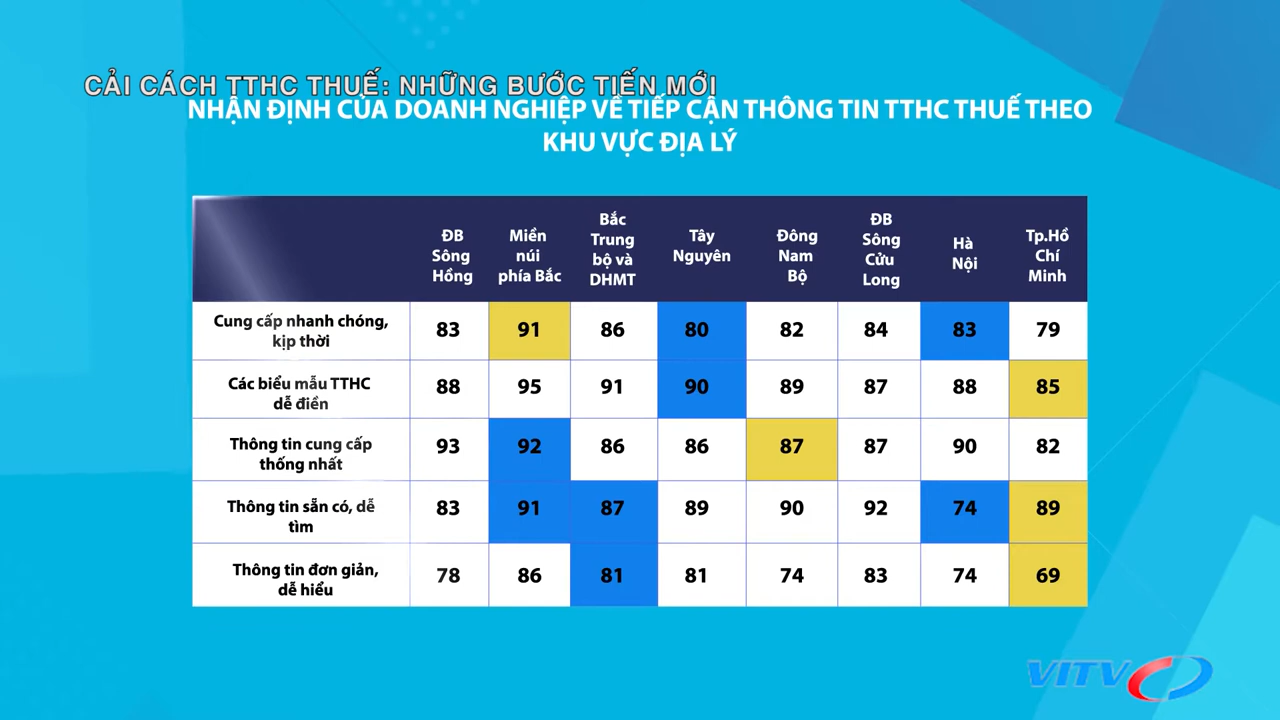 CẢI CÁCH TTHC THUẾ: NHỮNG BƯỚC TIẾN MỚI
NHẬN ĐỊNH CỦA DOANH NGHIỆP VỀ TIẾP CẬN THÔNG TIN TTHC THUẾ THEO
KHU VỰC ĐỊA LÝ
ĐB
Sông
Hồng
Miền
núi
phía Bắc
Bắc
Trung
bộ và
DHMT
Tây
Nguyên
Đông
Nam
Bộ
ĐB
Sông
Cửu
Long
Hà
Nội
Tp.Hồ
Chí
Minh
Cung cấp nhanh chóng,
kịp thời
83 91 86 80 82 84 83 79
Các biểu mẫu TTHC
dễ điền
88 95 91 90 89 87 88 85
Thông tin cung cấp
thống nhất
93 92 86 86 87 87 90 82
Thông tin sẵn có, dễ
tìm
83 91 87 89 90 92 74 89
Thông tin đơn giản,
dễ hiểu
78 86 81 81 74 83 74 69
VITV